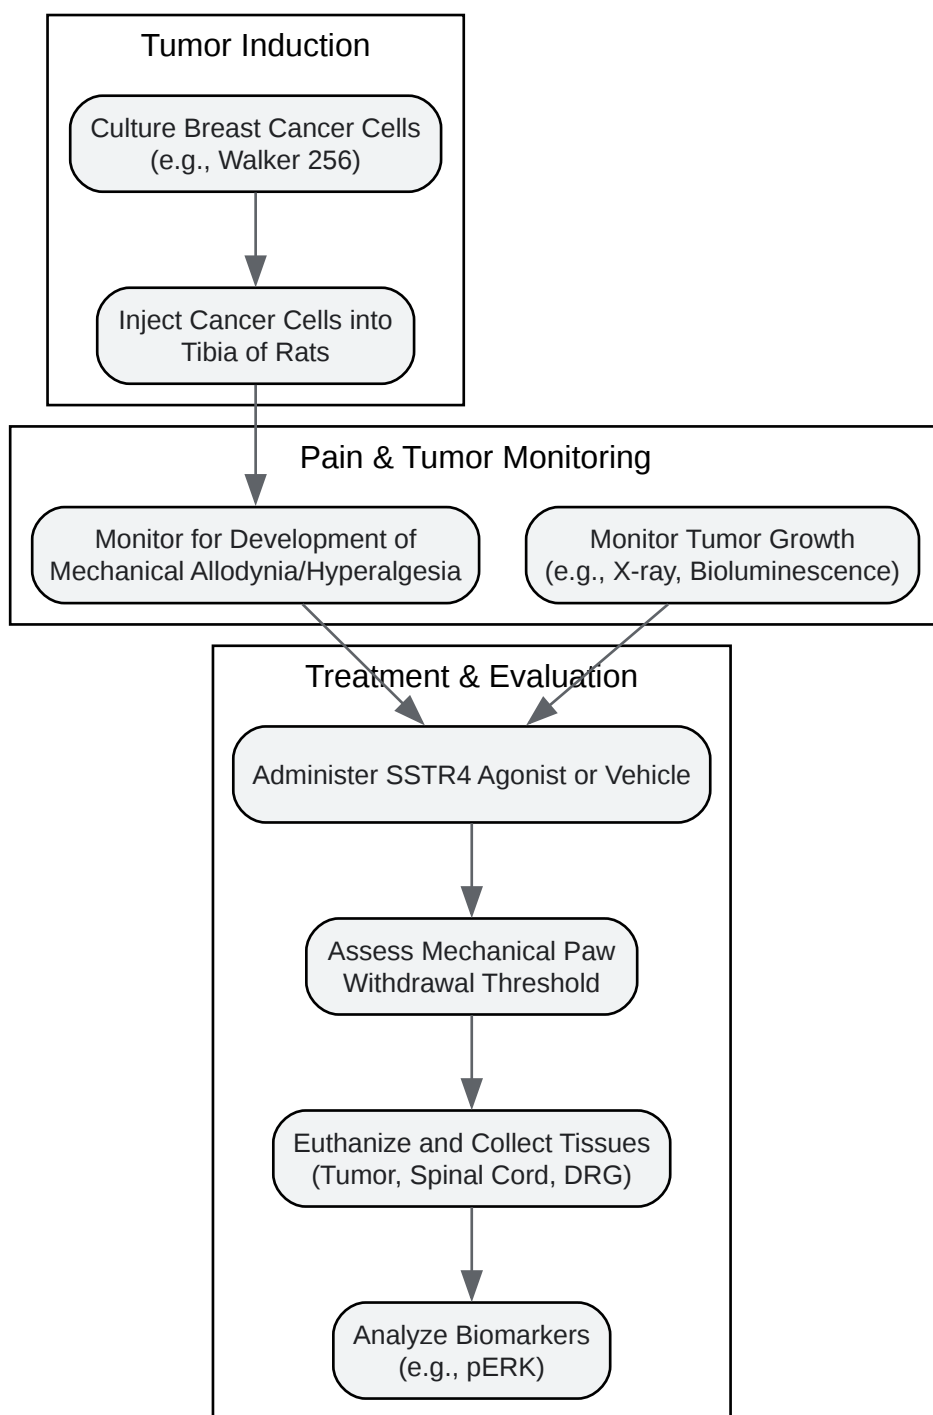 Tumor Induction
Culture Breast Cancer Cells
(e.g., Walker 256)
Inject Cancer Cells into
Tibia of Rats
Pain & Tumor Monitoring
Monitor for Development of
Mechanical Allodynia/Hyperalgesia
Monitor Tumor Growth
(e.g., X-ray, Bioluminescence)
Treatment & Evaluation
Administer SSTR4 Agonist or Vehicle
Assess Mechanical Paw
Withdrawal Threshold
Euthanize and Collect Tissues
(Tumor, Spinal Cord, DRG)
Analyze Biomarkers
(e.g., pERK)